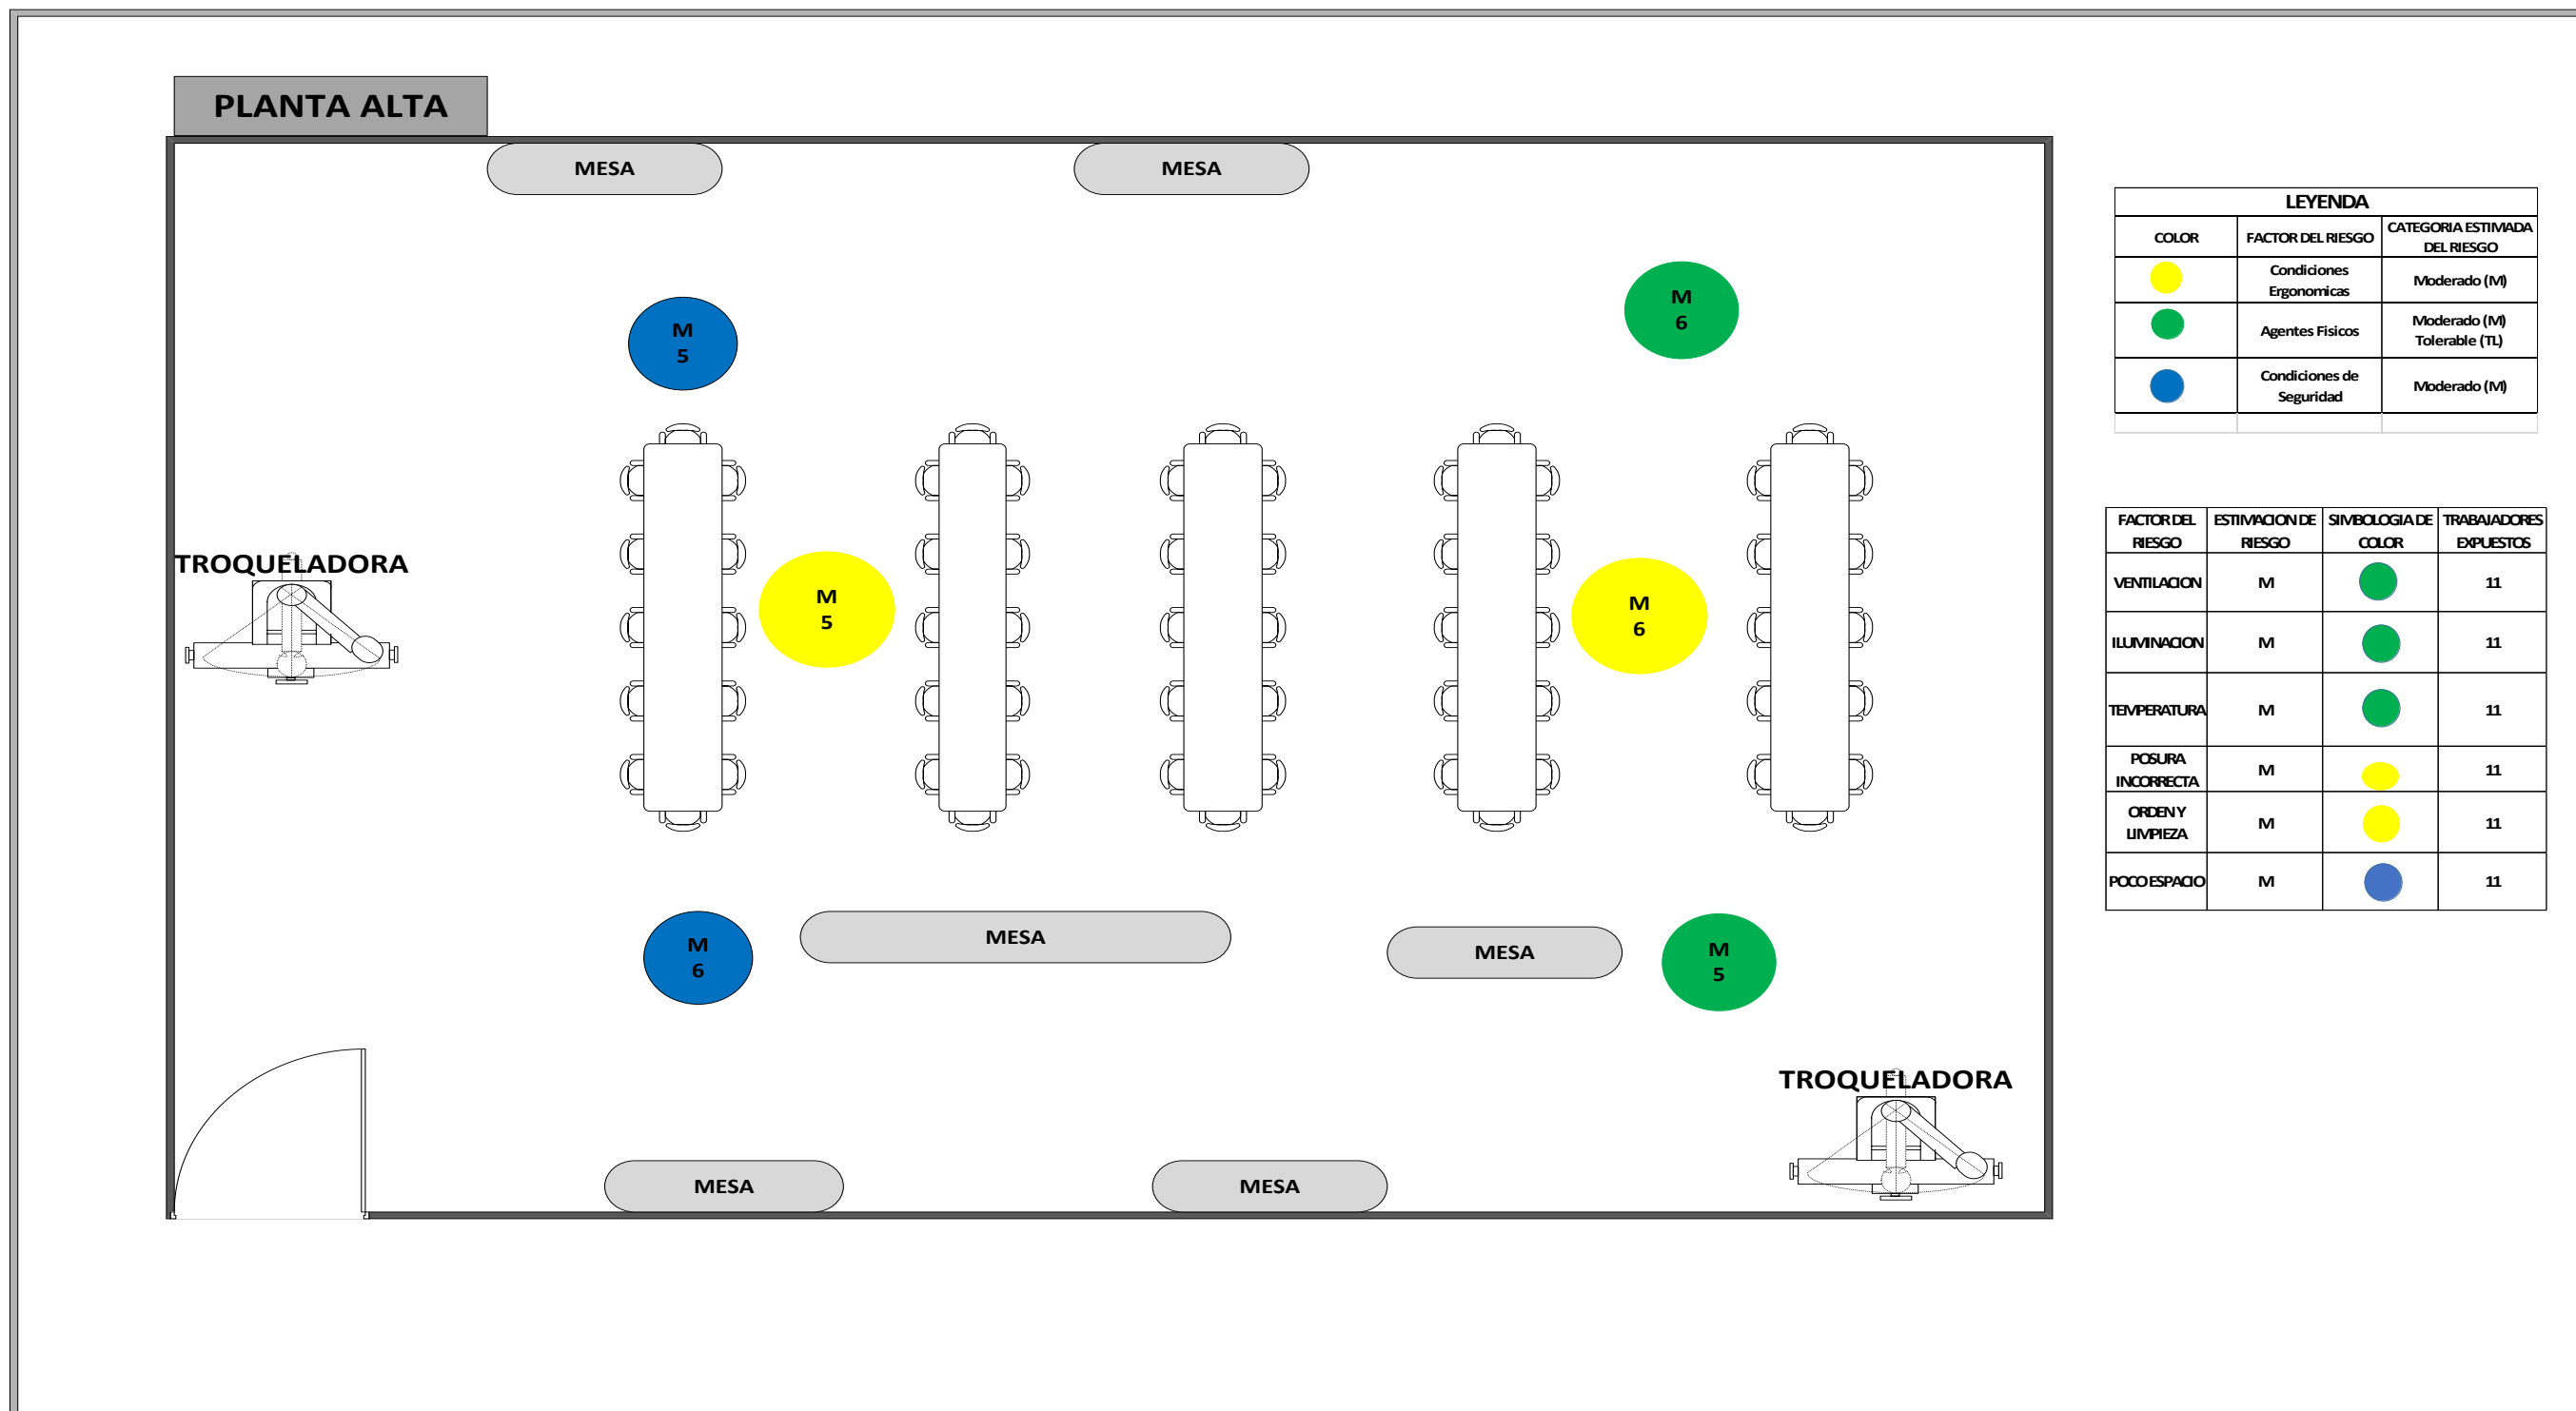 PLANTA ALTA
MESA
MESA
M
5
M
6
TROQUELADORA
M
5
M
6
MESA
MESA
M
6
M
5
TROQUELADORA
MESA
MESA
LEYENDA
COLOR
FACTOR DEL RIESGO
CATEGORIA ESTIMADA
DEL RIESGO
Condiciones
Ergonomicas
Moderado (M)
Agentes Fisicos
Moderado (M)
Tolerable (TL)
Condiciones de
Seguridad
Moderado (M)
FACTOR DEL
RIESGO
ESTIMACION DE
RIESGO
SIMBOLOGIA DE
COLOR
TRABAJADORES
EXPUESTOS
VENTILACION
M
11
ILUMINACION
M
11
TEMPERATURA
M
11
POSURA
INCORRECTA
M
11
ORDEN Y
LIMPIEZA
M
11
POCO ESPACIO
M
11